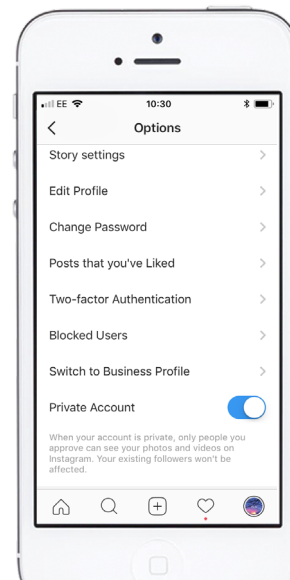 EE 10:30
Options
Story settings
Edit Profile
Change Password
Posts that you've Liked
Two-factor Authentication
Blocked Users
Switch to Business Profile
Private Account
When your account is private, only people you
approve can see your photos and videos on
Instagram. Your existing followers won't be
affected.